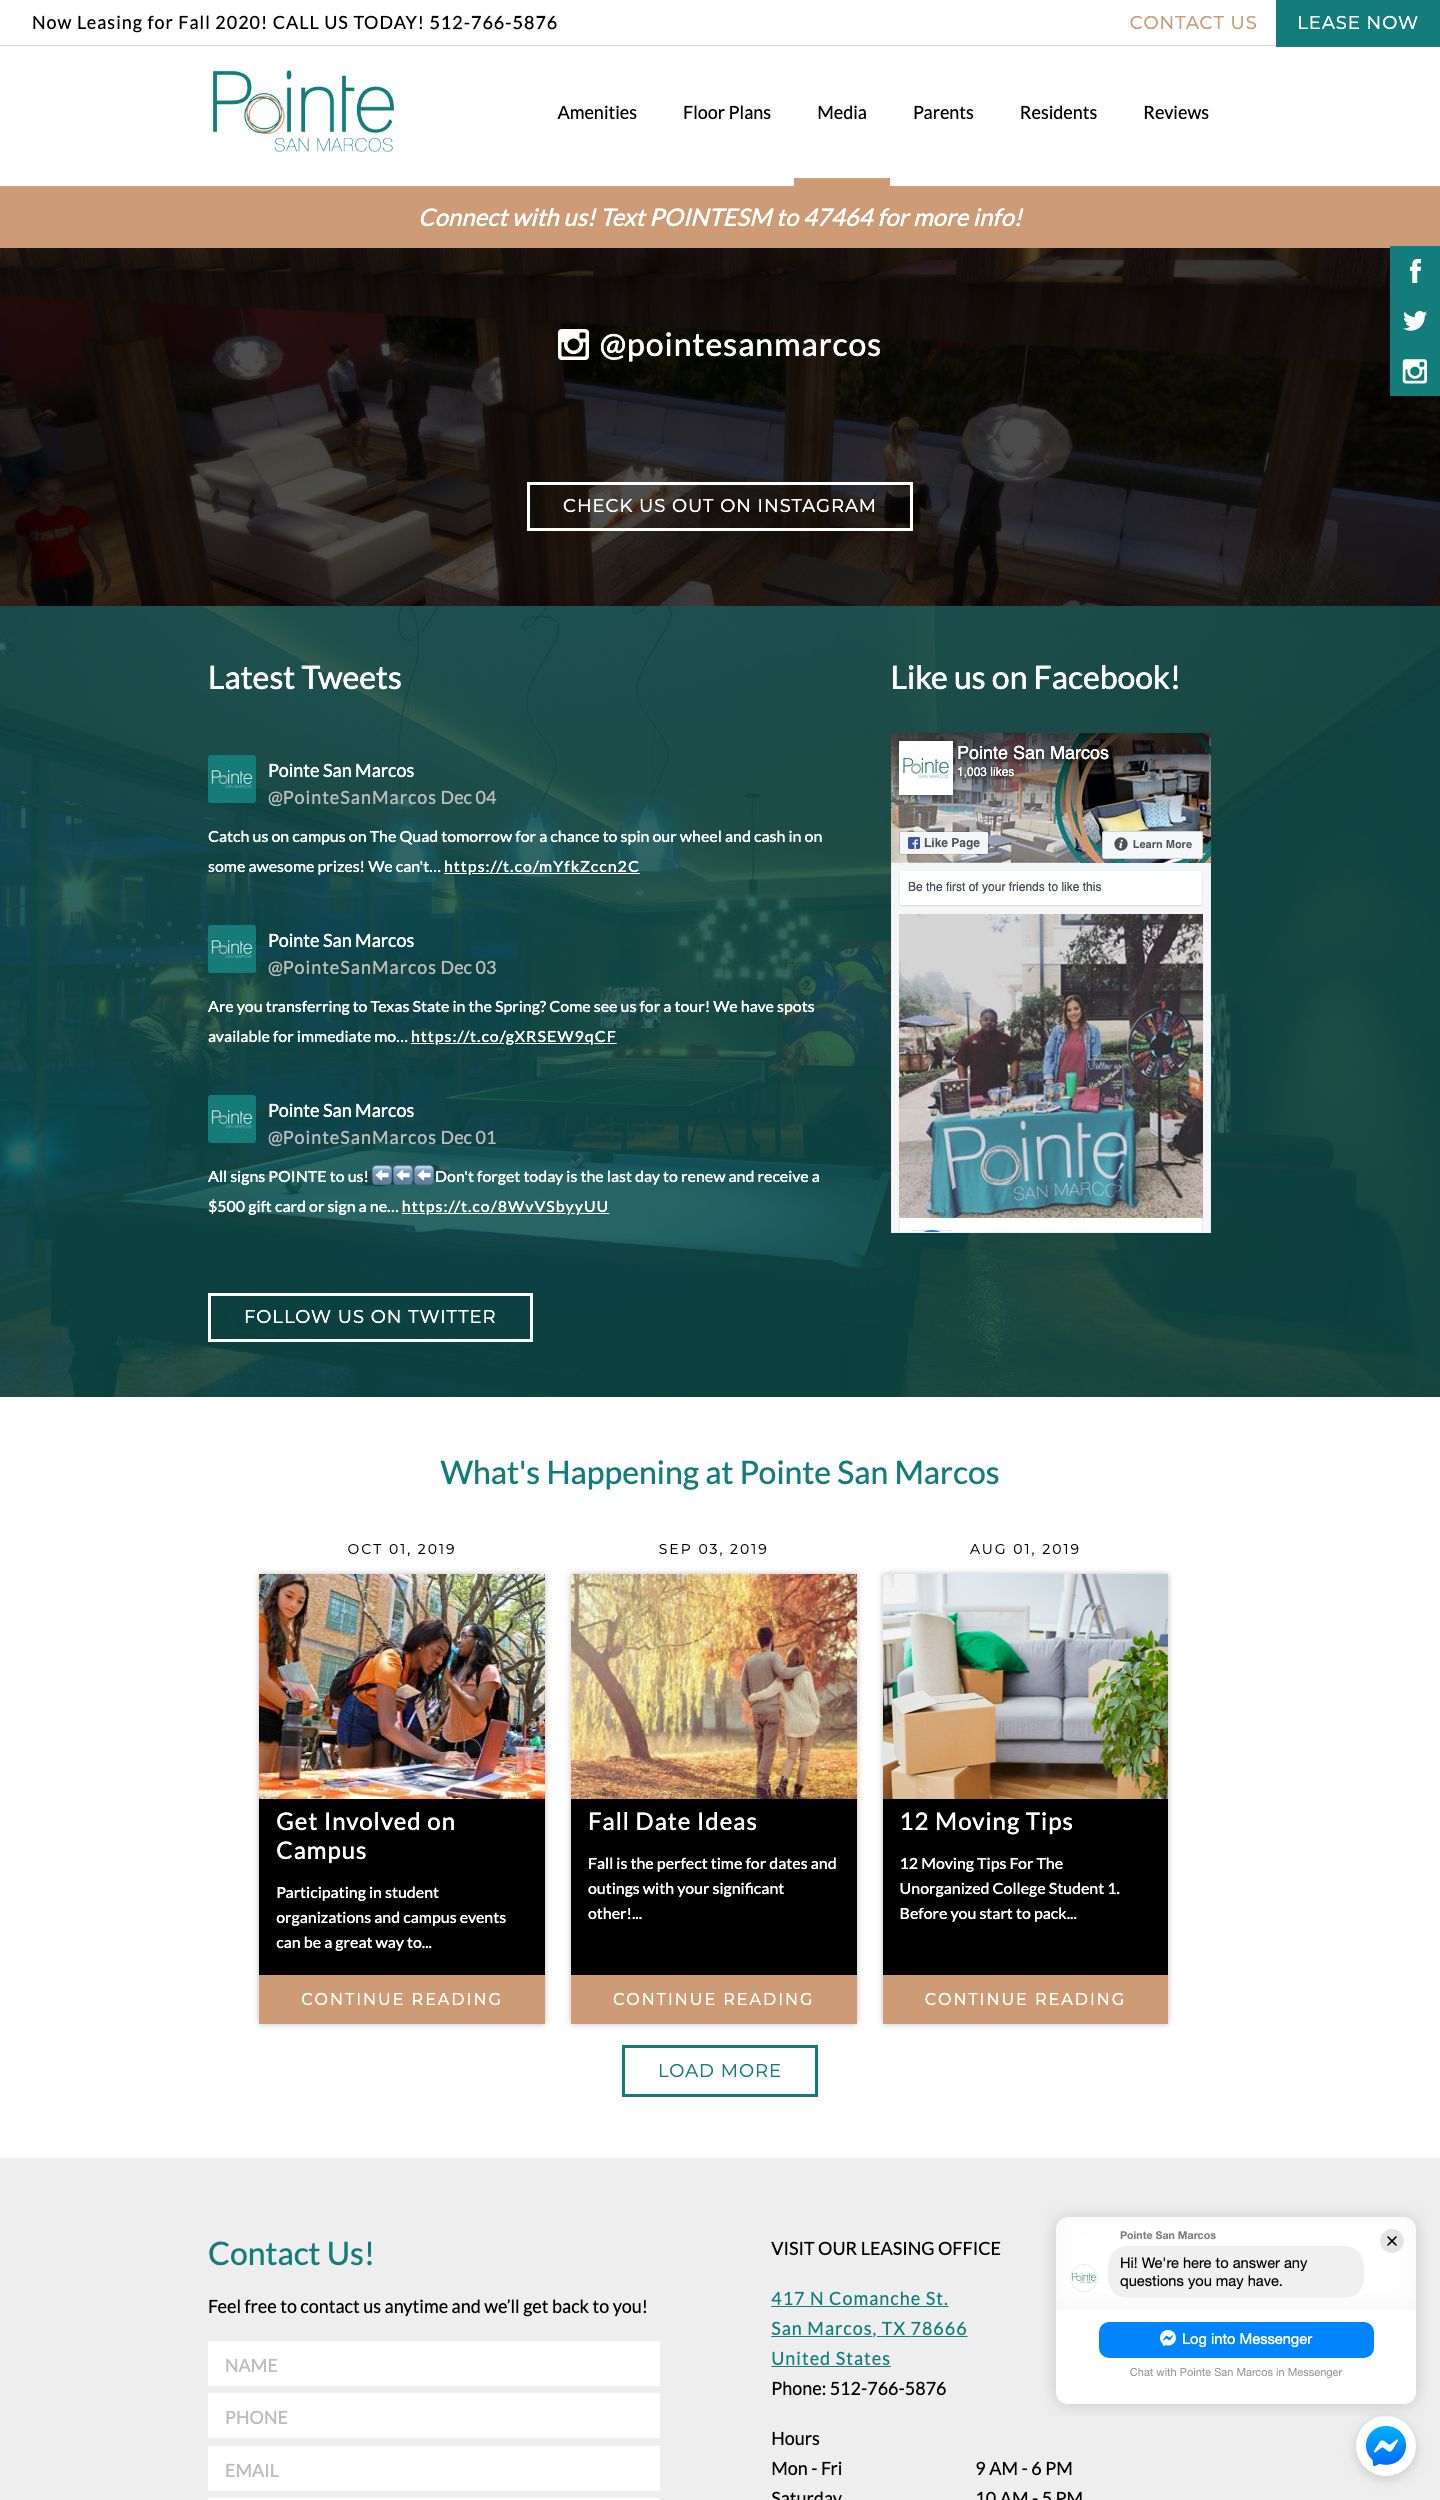 Now Leasing for Fall 2020! CALL US TODAY! 512-766-5876
CONTACT US
LEASE NOW
Pointe
SAN MARCOS
Amenities
Floor Plans
Media
Parents
Residents
Reviews
Connect with us! Text POINTESM to 47464 for more info!
@pointesanmarcos
CHECK US OUT ON INSTAGRAM
Latest Tweets
Pointe
SAN MARCOS
Pointe San Marcos
@PointeSanMarcos Dec 04
Catch us on campus on The Quad tomorrow for a chance to spin our wheel and cash in on
some awesome prizes! We can't... https://t.co/mYfkZccn2C
Pointe
SAN MARCOS
Pointe San Marcos
@PointeSanMarcos Dec 03
Are you transferring to Texas State in the Spring? Come see us for a tour! We have spots
available for immediate mo... https://t.co/gXRSEW9qCF
Pointe
SAN MARCOS
Pointe San Marcos
@PointeSanMarcos Dec 01
All signs POINTE to us! ⬅️⬅️⬅️Don't forget today is the last day to renew and receive a
$500 gift card or sign a ne... https://t.co/8WvVSbyyUU
FOLLOW US ON TWITTER
Like us on Facebook!
Pointe
SAN MARCOS
Pointe San Marcos
1,003 likes
Like Page
Learn More
Be the first of your friends to like this
Pointe
SAN MARCOS
What's Happening at Pointe San Marcos
OCT 01, 2019
Get Involved on
Campus
Participating in student
organizations and campus events
can be a great way to...
CONTINUE READING
SEP 03, 2019
Fall Date Ideas
Fall is the perfect time for dates and
outings with your significant
other!...
CONTINUE READING
AUG 01, 2019
12 Moving Tips
12 Moving Tips For The
Unorganized College Student 1.
Before you start to pack...
CONTINUE READING
LOAD MORE
Contact Us!
Feel free to contact us anytime and we’ll get back to you!
NAME
PHONE
EMAIL
VISIT OUR LEASING OFFICE
417 N Comanche St.
San Marcos, TX 78666
United States
Phone: 512-766-5876
Hours
Mon - Fri 9 AM - 6 PM
Saturday 10 AM - 5 PM
Pointe San Marcos
Pointe
Hi! We're here to answer any
questions you may have.
Log into Messenger
Chat with Pointe San Marcos in Messenger